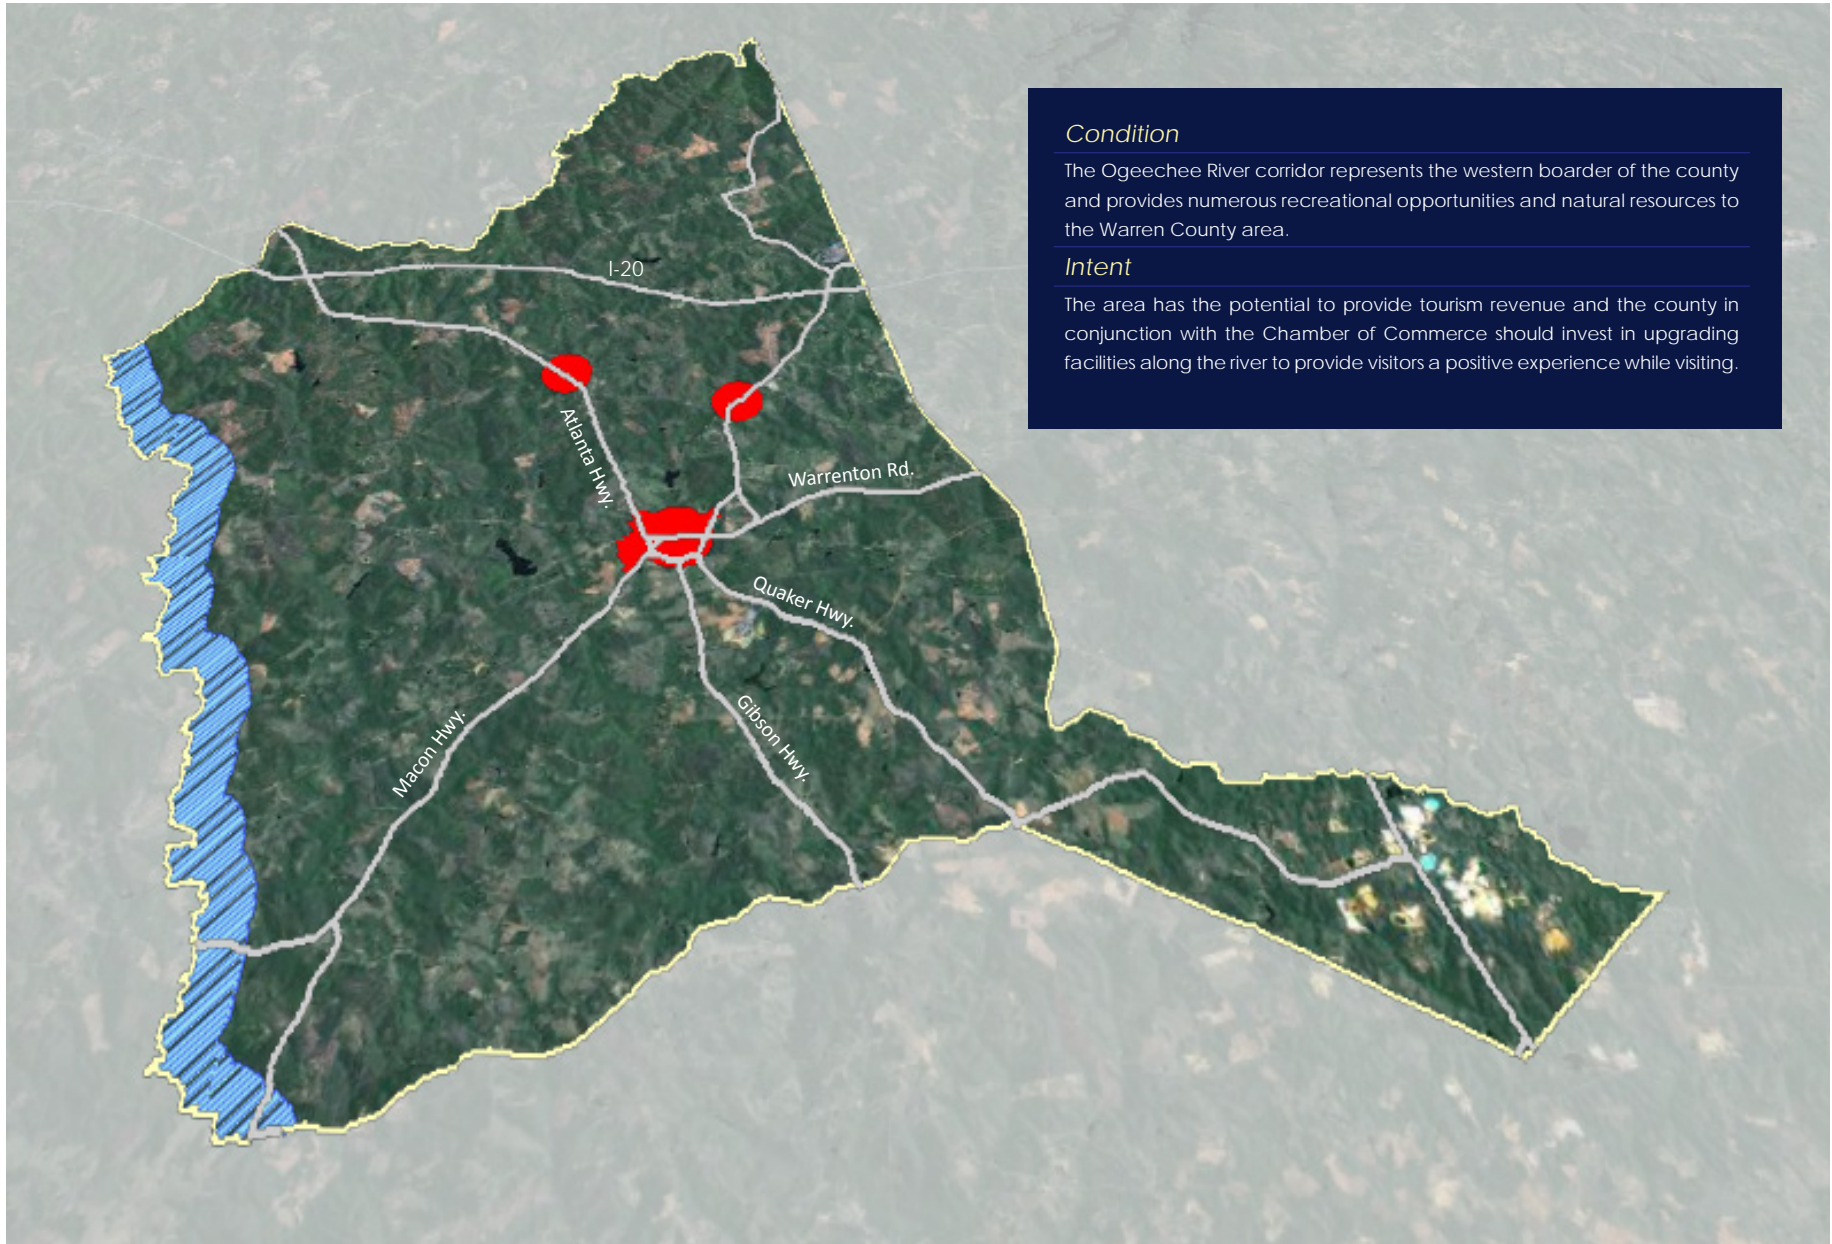 Condition
The Ogeechee River corridor represents the western boarder of the county
and provides numerous recreational opportunities and natural resources to
the Warren County area.
Intent
The area has the potential to provide tourism revenue and the county in
conjunction with the Chamber of Commerce should invest in upgrading
facilities along the river to provide visitors a positive experience while visiting.
I-20
Atlanta Hwy.
Warrenton Rd.
Quaker Hwy.
Gibson Hwy.
Macon Hwy.